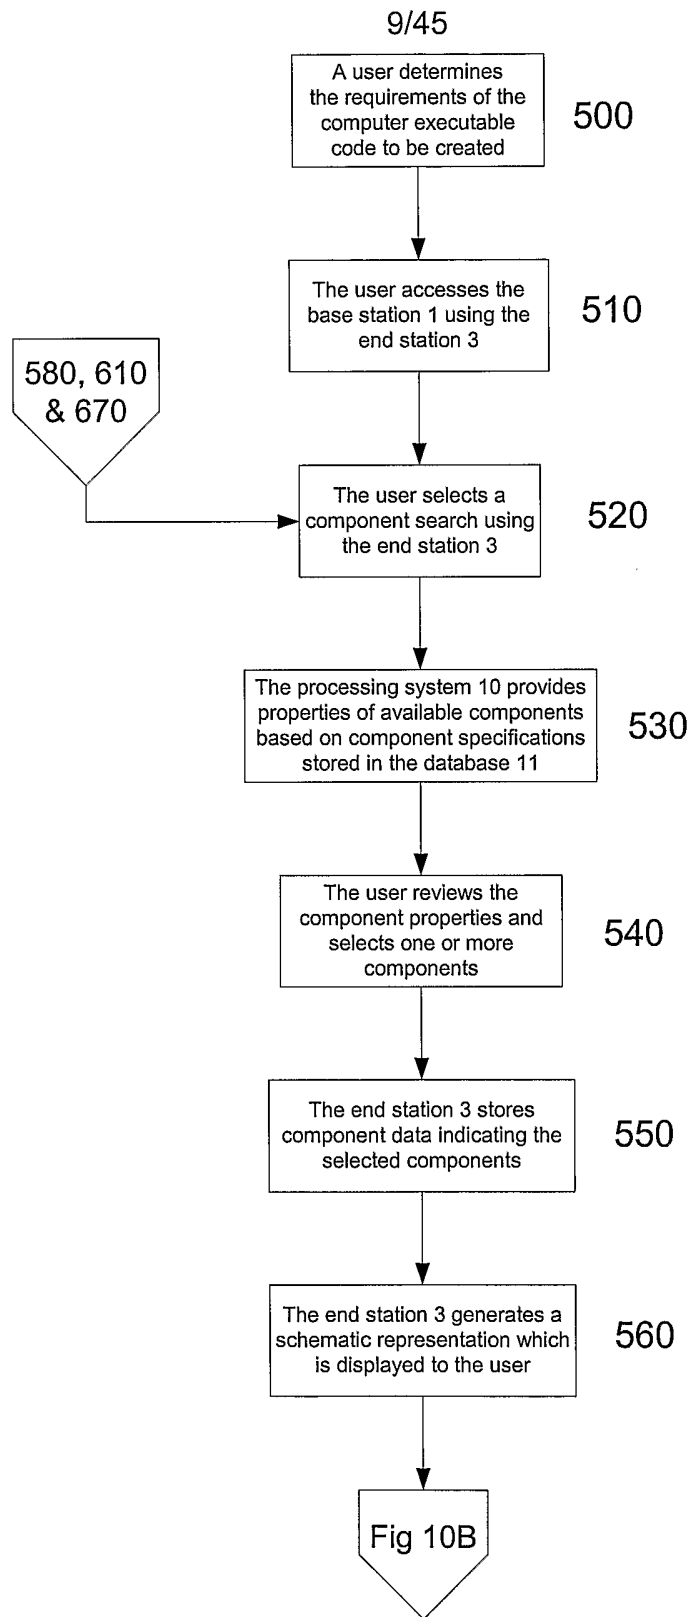 9/45
A user determines
the requirements of the
computer executable
code to be created
500
The user accesses the
base station 1 using the
end station 3
510
580, 610
& 670
The user selects a
component search using
the end station 3
520
The processing system 10 provides
properties of available components
based on component specifications
stored in the database 11
530
The user reviews the
component properties and
selects one or more
components
540
The end station 3 stores
component data indicating the
selected components
550
The end station 3 generates a
schematic representation which
is displayed to the user
560
Fig 10B